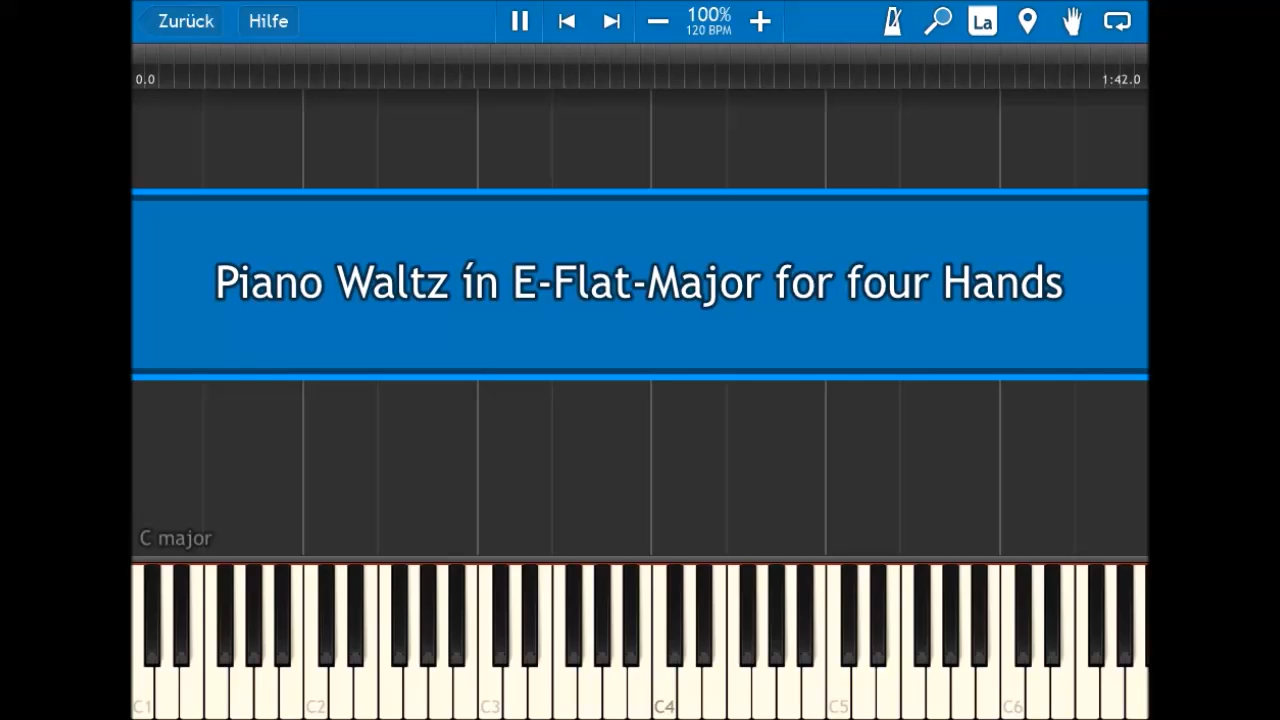 Zurück
Hilfe
100%
120 BPM
La
0,0
1:42.0
Piano Waltz ín E-Flat-Major for four Hands
C major
C1
C2
C3
C4
C5
C6